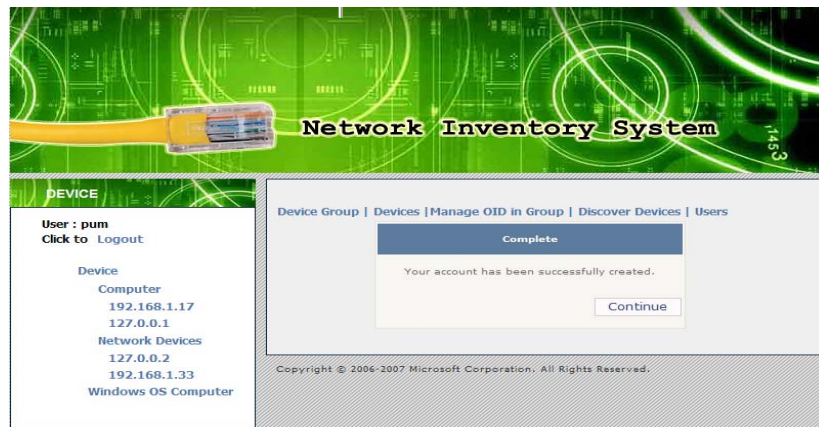 Network Inventory System
1453
DEVICE
User : pum
Click to Logout
Device
Computer
192.168.1.17
127.0.0.1
Network Devices
127.0.0.2
192.168.1.33
Windows OS Computer
Device Group | Devices |Manage OID in Group | Discover Devices | Users
Complete
Your account has been successfully created.
Continue
Copyright © 2006-2007 Microsoft Corporation. All Rights Reserved.